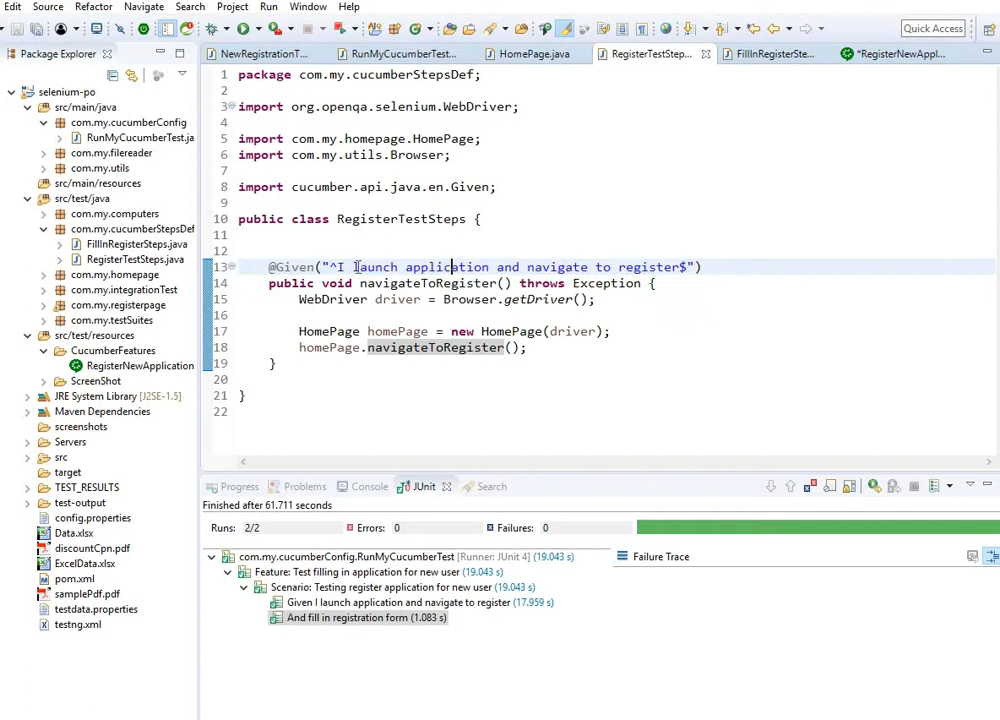 Edit Source Refactor Navigate Search Project Run Window Help
Quick Access
Package Explorer
NewRegistrationT... RunMyCucumberTest... HomePage.java RegisterTestStep... FillInRegisterSte... *RegisterNewAppl...
selenium-po
src/main/java
com.my.cucumberConfig
RunMyCucumberTest.ja
com.my.filereader
com.my.utils
src/main/resources
src/test/java
com.my.computers
com.my.cucumberStepsDef
FillInRegisterSteps.java
RegisterTestSteps.java
com.my.homepage
com.my.integrationTest
com.my.registerpage
com.my.testSuites
src/test/resources
CucumberFeatures
RegisterNewApplication
ScreenShot
JRE System Library [J2SE-1.5]
Maven Dependencies
screenshots
Servers
src
target
TEST_RESULTS
test-output
config.properties
Data.xlsx
discountCpn.pdf
ExcelData.xlsx
pom.xml
samplePdf.pdf
testdata.properties
testng.xml
1 package com.my.cucumberStepsDef;
2
3 import org.openqa.selenium.WebDriver;
4
5 import com.my.homepage.HomePage;
6 import com.my.utils.Browser;
7
8 import cucumber.api.java.en.Given;
9
10 public class RegisterTestSteps {
11
12
13 @Given("^I launch application and navigate to register$")
14 public void navigateToRegister() throws Exception {
15 WebDriver driver = Browser.getDriver();
16
17 HomePage homePage = new HomePage(driver);
18 homePage.navigateToRegister();
19 }
20
21 }
22
Progress Problems Console JUnit Search
Finished after 61.711 seconds
Runs: 2/2 Errors: 0 Failures: 0
com.my.cucumberConfig.RunMyCucumberTest [Runner: JUnit 4] (19.043 s)
Feature: Test filling in application for new user (19.043 s)
Scenario: Testing register application for new user (19.043 s)
Given I launch application and navigate to register (17.959 s)
And fill in registration form (1.083 s)
Failure Trace